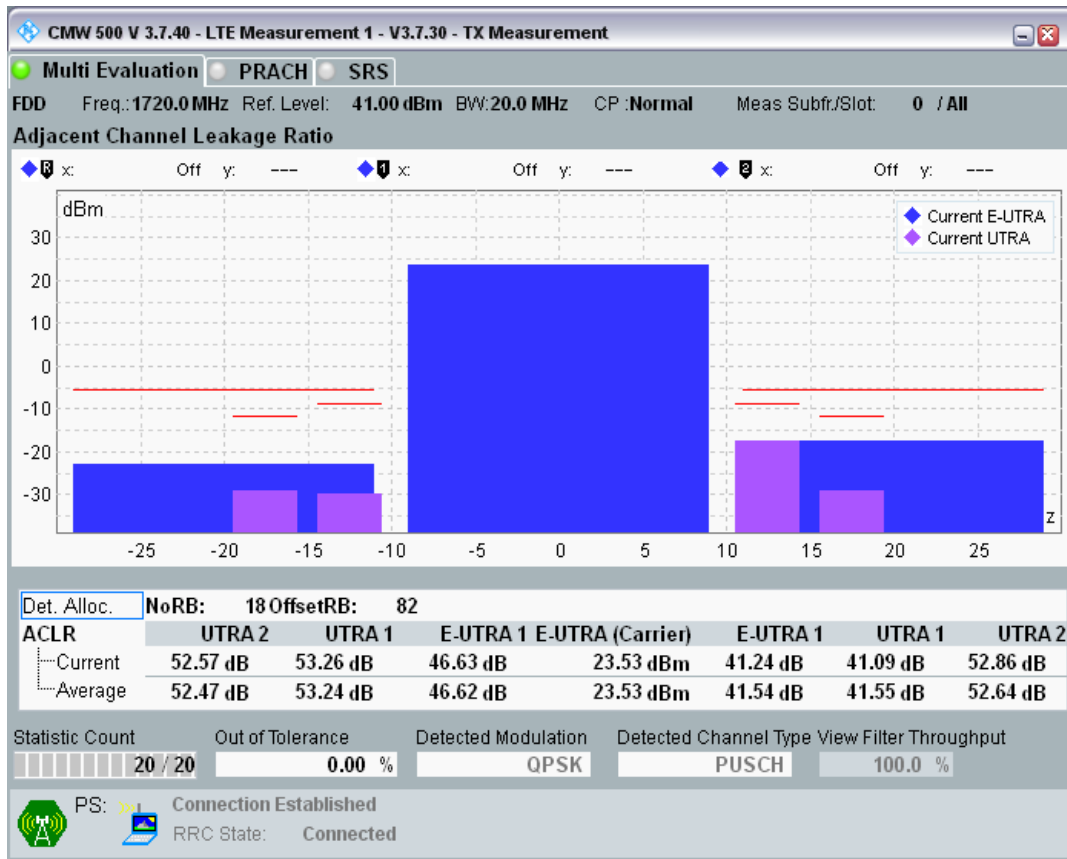 CMW 500 V 3.7.40 - LTE Measurement 1 - V3.7.30 - TX Measurement
Multi Evaluation PRACH SRS
FDD Freq.:1720.0 MHz Ref. Level: 41.00 dBm BW:20.0 MHz CP :Normal Meas Subfr./Slot: 0 / All
Adjacent Channel Leakage Ratio
R x: Off y: --- 1 x: Off y: --- 2 x: Off y: ---
dBm
Current E-UTRA
Current UTRA
30
20
10
0
-10
-20
-30
z
-25 -20 -15 -10 -5 0 5 10 15 20 25
Det. Alloc. NoRB: 18 OffsetRB: 82
ACLR UTRA 2 UTRA 1 E-UTRA 1 E-UTRA (Carrier) E-UTRA 1 UTRA 1 UTRA 2
Current 52.57 dB 53.26 dB 46.63 dB 23.53 dBm 41.24 dB 41.09 dB 52.86 dB
Average 52.47 dB 53.24 dB 46.62 dB 23.53 dBm 41.54 dB 41.55 dB 52.64 dB
Statistic Count Out of Tolerance Detected Modulation Detected Channel Type View Filter Throughput
20 / 20 0.00 % QPSK PUSCH 100.0 %
PS: Connection Established
RRC State: Connected